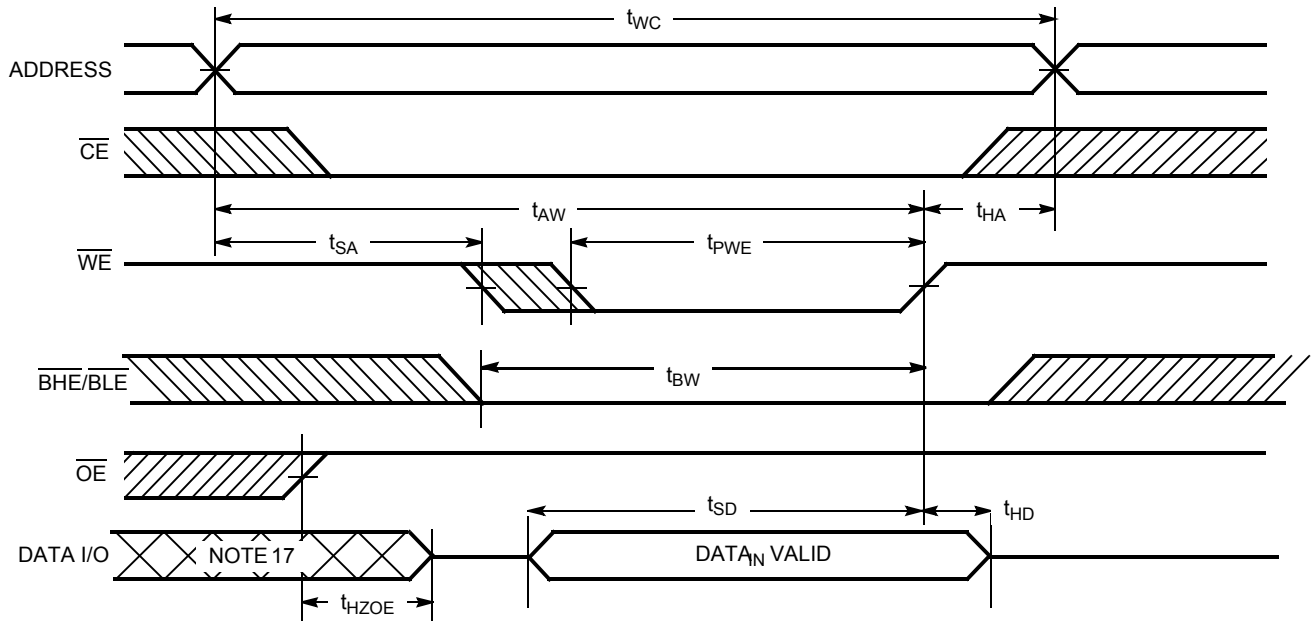 tWC
ADDRESS
CE
tAW
tHA
tSA
tPWE
WE
BHE/BLE
tBW
OE
tSD
tHD
DATA I/O
NOTE 17
DATAIN VALID
tHZOE